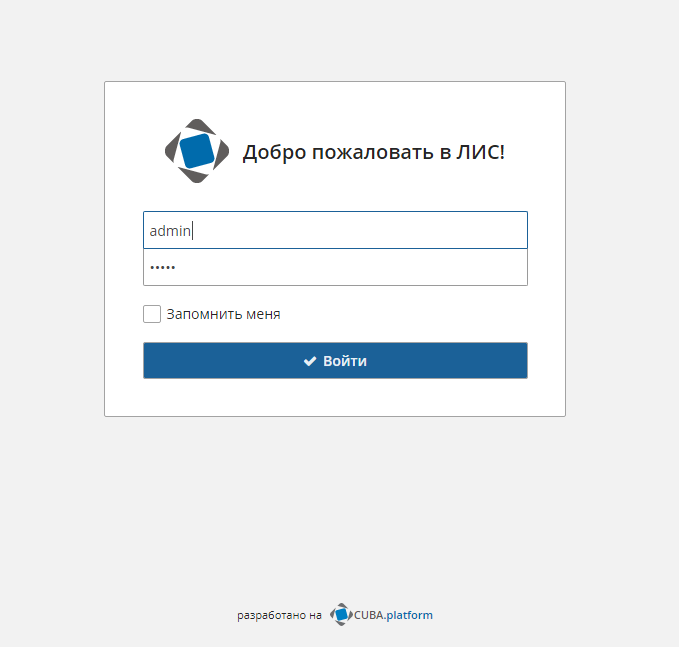 Добро пожаловать в ЛИС!
admin
•••••
Запомнить меня
Войти
разработано на CUBA.platform